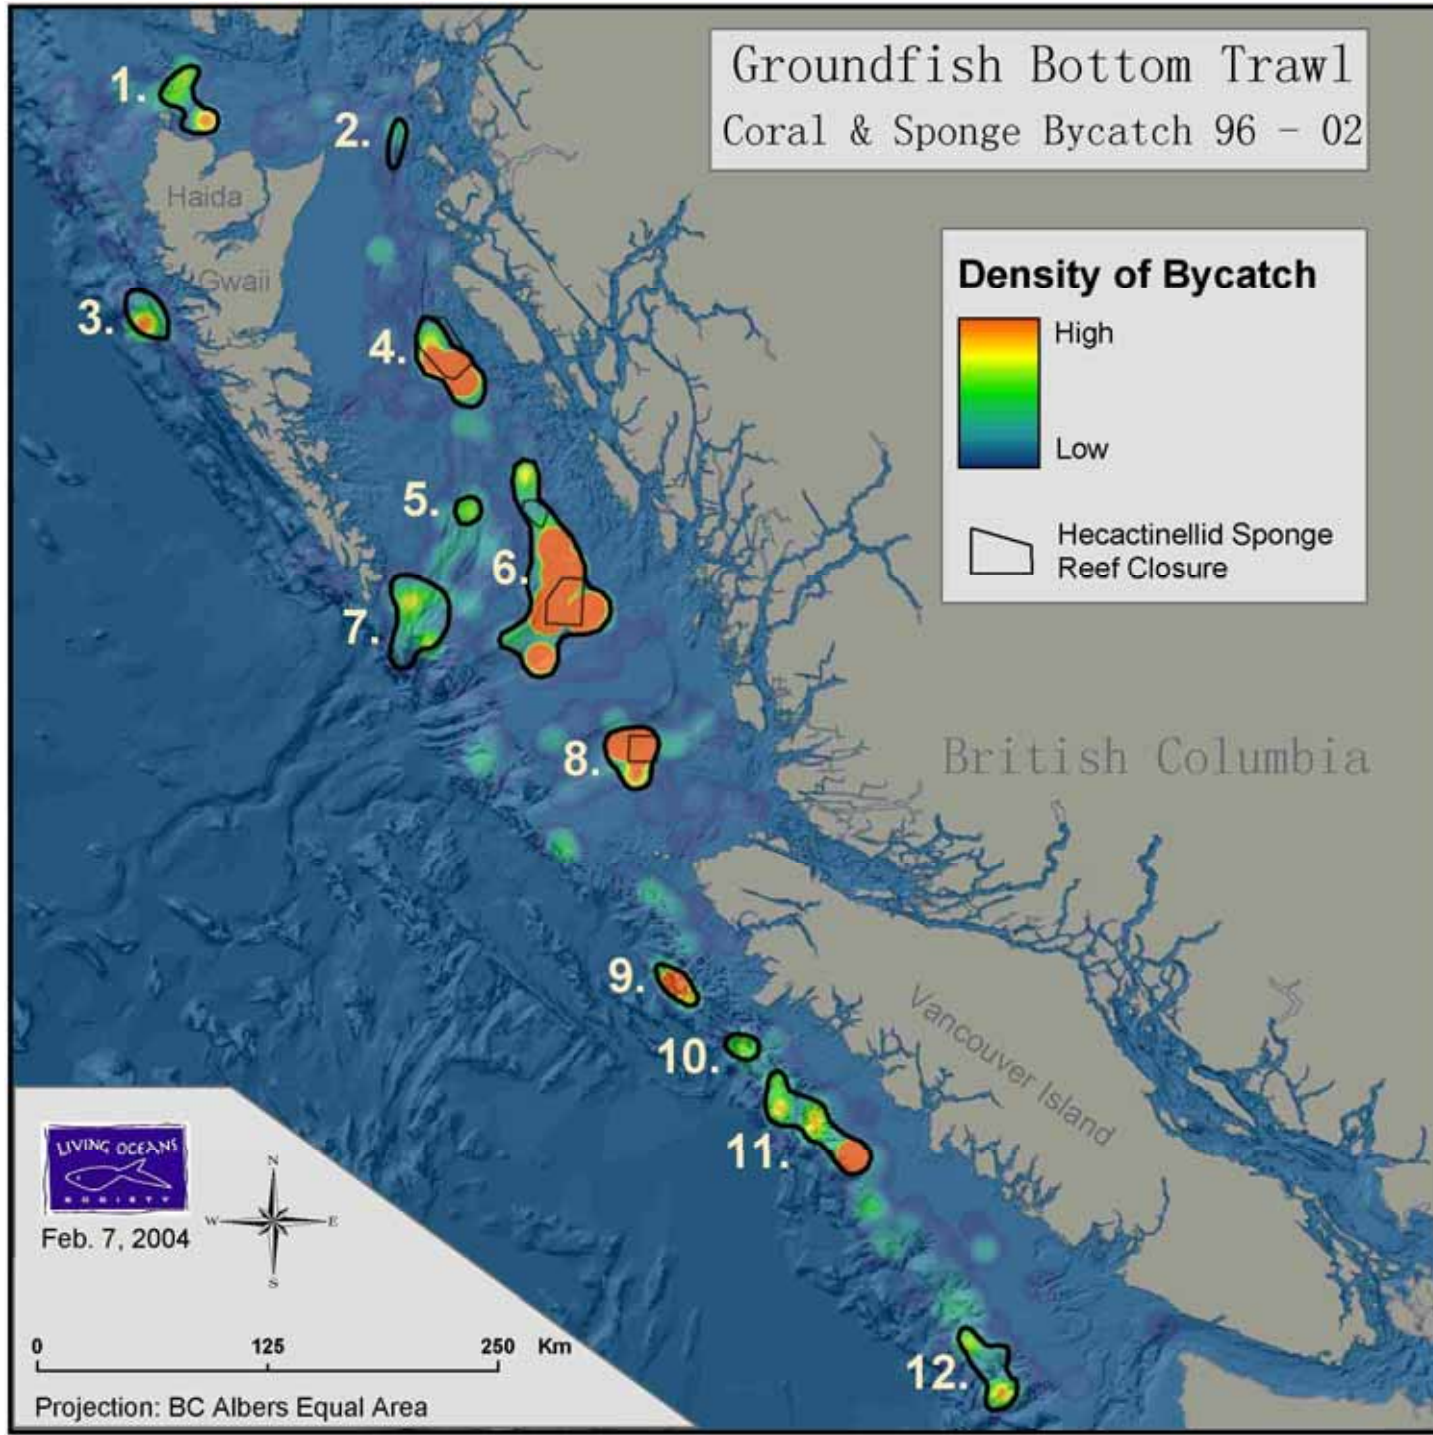 Groundfish Bottom Trawl
Coral & Sponge Bycatch 96 - 02
1.
2.
Haida
Gwaii
3.
4.
5.
6.
7.
8.
9.
10.
11.
12.
Density of Bycatch
High
Low
Hecactinellid Sponge
Reef Closure
British Columbia
Vancouver Island
LIVING OCEANS
SOCIETY
Feb. 7, 2004
N
W
E
S
0 125 250 Km
Projection: BC Albers Equal Area